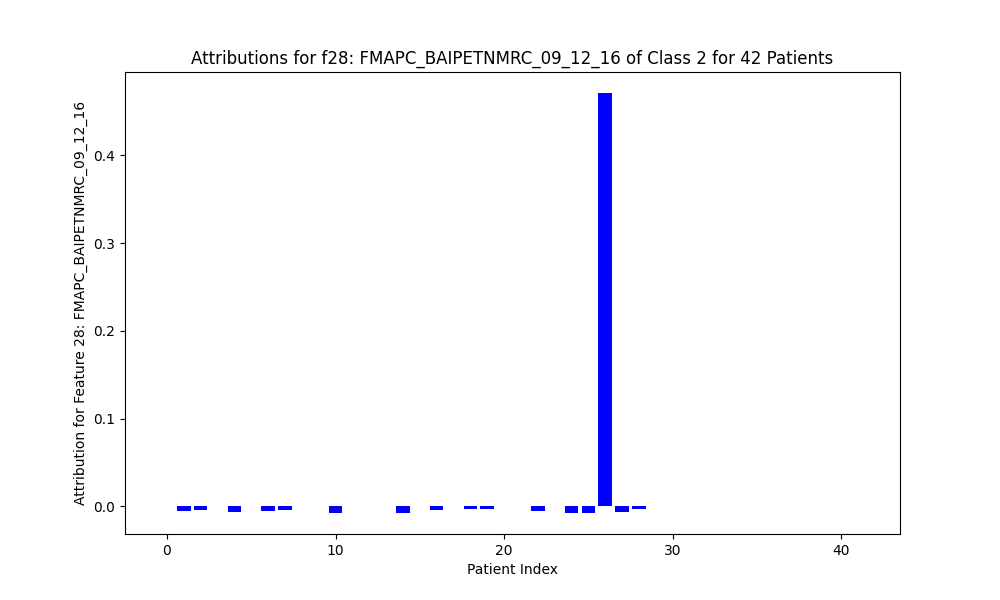 Attributions for f28: FMAPC_BAIPETNMRC_09_12_16 of Class 2 for 42 Patients
Attribution for Feature 28: FMAPC_BAIPETNMRC_09_12_16
0.4
0.3
0.2
0.1
0.0
0 10 20 30 40
Patient Index